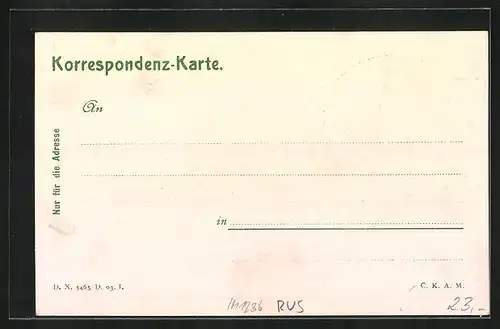 Korrespondenz-Karte.
An
Nur für die Adresse
in
D. N. 5465 D. 03. I.
C. K. A. M.
RUS
23,-